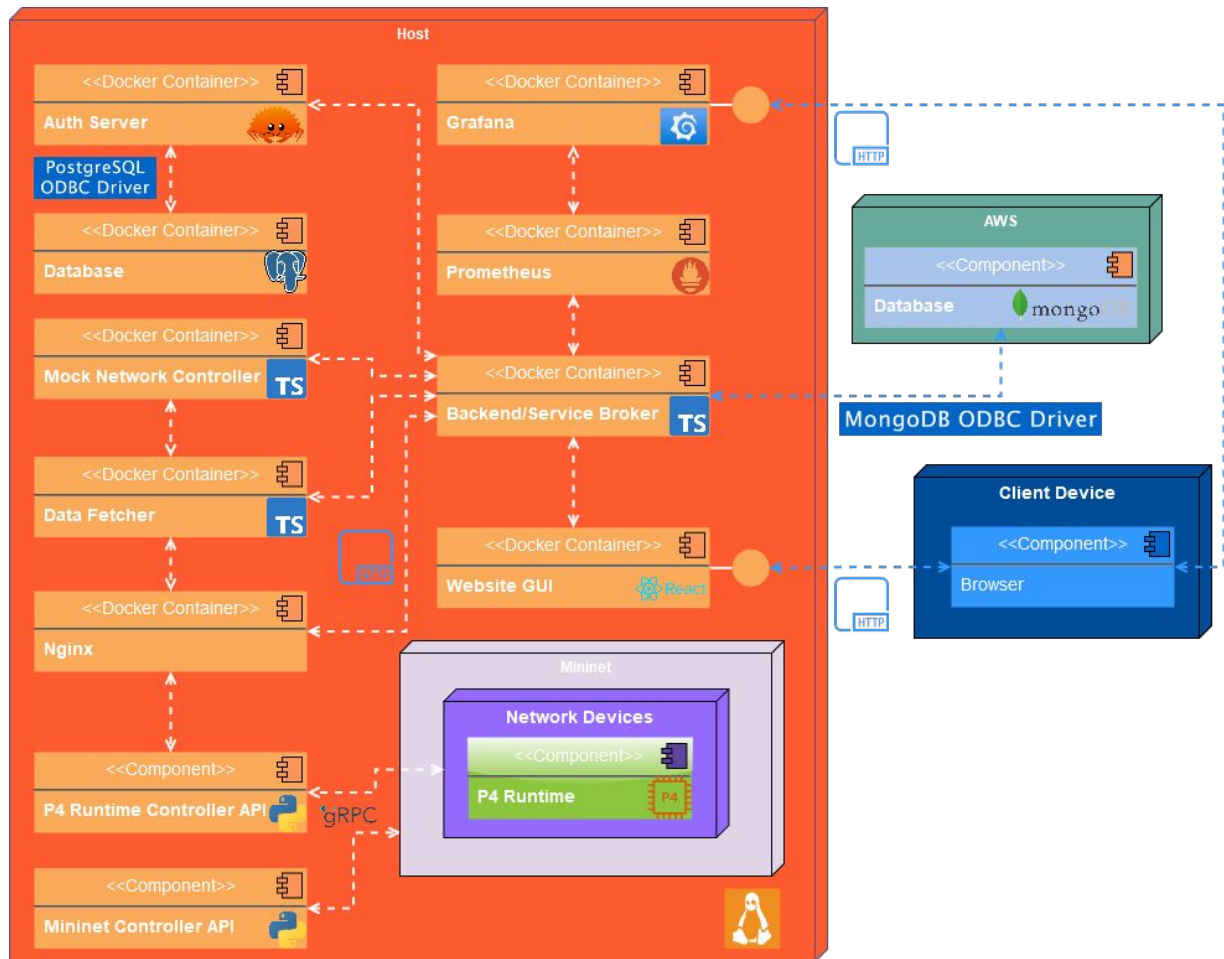 Host
<<Docker Container>>
Auth Server
PostgreSQL
ODBC Driver
<<Docker Container>>
Database
<<Docker Container>>
Mock Network Controller
TS
<<Docker Container>>
Data Fetcher
TS
<<Docker Container>>
Nginx
<<Component>>
P4 Runtime Controller API
gRPC
<<Component>>
Mininet Controller API
<<Docker Container>>
Grafana
<<Docker Container>>
Prometheus
<<Docker Container>>
Backend/Service Broker
TS
<<Docker Container>>
Website GUI
React
HTTP
Mininet
Network Devices
<<Component>>
P4 Runtime
P4
HTTP
AWS
<<Component>>
Database
mongoDB
MongoDB ODBC Driver
Client Device
<<Component>>
Browser
HTTP